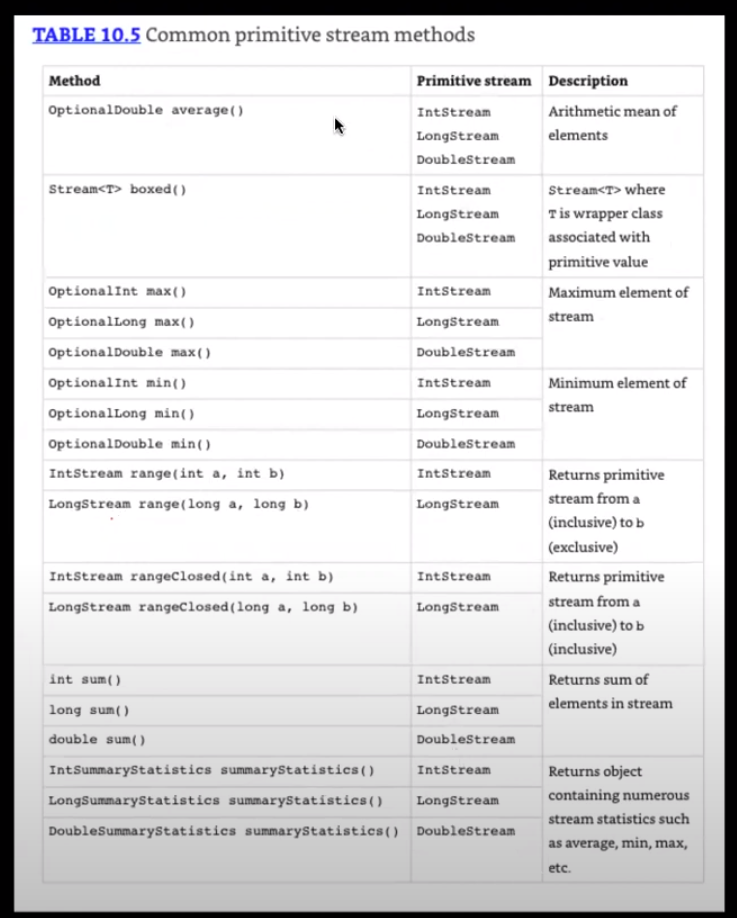 TABLE 10.5 Common primitive stream methods
Method Primitive stream Description
OptionalDouble average() IntStream Arithmetic mean of
LongStream elements
DoubleStream
Stream<T> boxed() IntStream Stream<T> where
LongStream T is wrapper class
DoubleStream associated with
primitive value
OptionalInt max() IntStream Maximum element of
OptionalLong max() LongStream stream
OptionalDouble max() DoubleStream
OptionalInt min() IntStream Minimum element of
OptionalLong min() LongStream stream
OptionalDouble min() DoubleStream
IntStream range(int a, int b) IntStream Returns primitive
LongStream range(long a, long b) LongStream stream from a
(inclusive) to b
(exclusive)
IntStream rangeClosed(int a, int b) IntStream Returns primitive
LongStream rangeClosed(long a, long b) LongStream stream from a
(inclusive) to b
(inclusive)
int sum() IntStream Returns sum of
long sum() LongStream elements in stream
double sum() DoubleStream
IntSummaryStatistics summaryStatistics() IntStream Returns object
LongSummaryStatistics summaryStatistics() LongStream containing numerous
DoubleSummaryStatistics summaryStatistics() DoubleStream stream statistics such
as average, min, max,
etc.